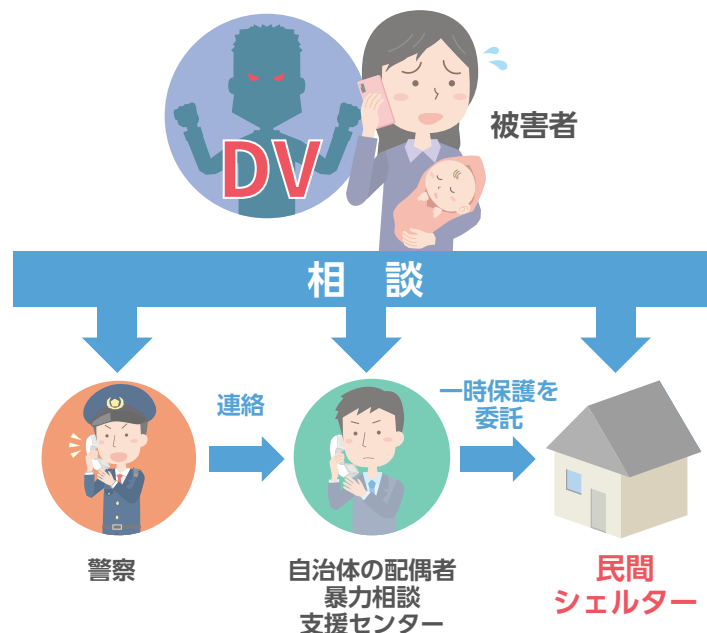 DV
被害者
相 談
連絡
一時保護を
委託
警察
自治体の配偶者
暴力相談
支援センター
民間
シェルター